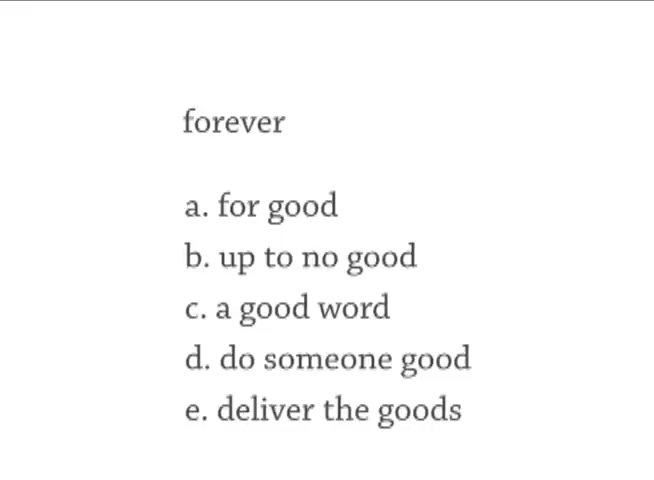 forever
a. for good
b. up to no good
c. a good word
d. do someone good
e. deliver the goods